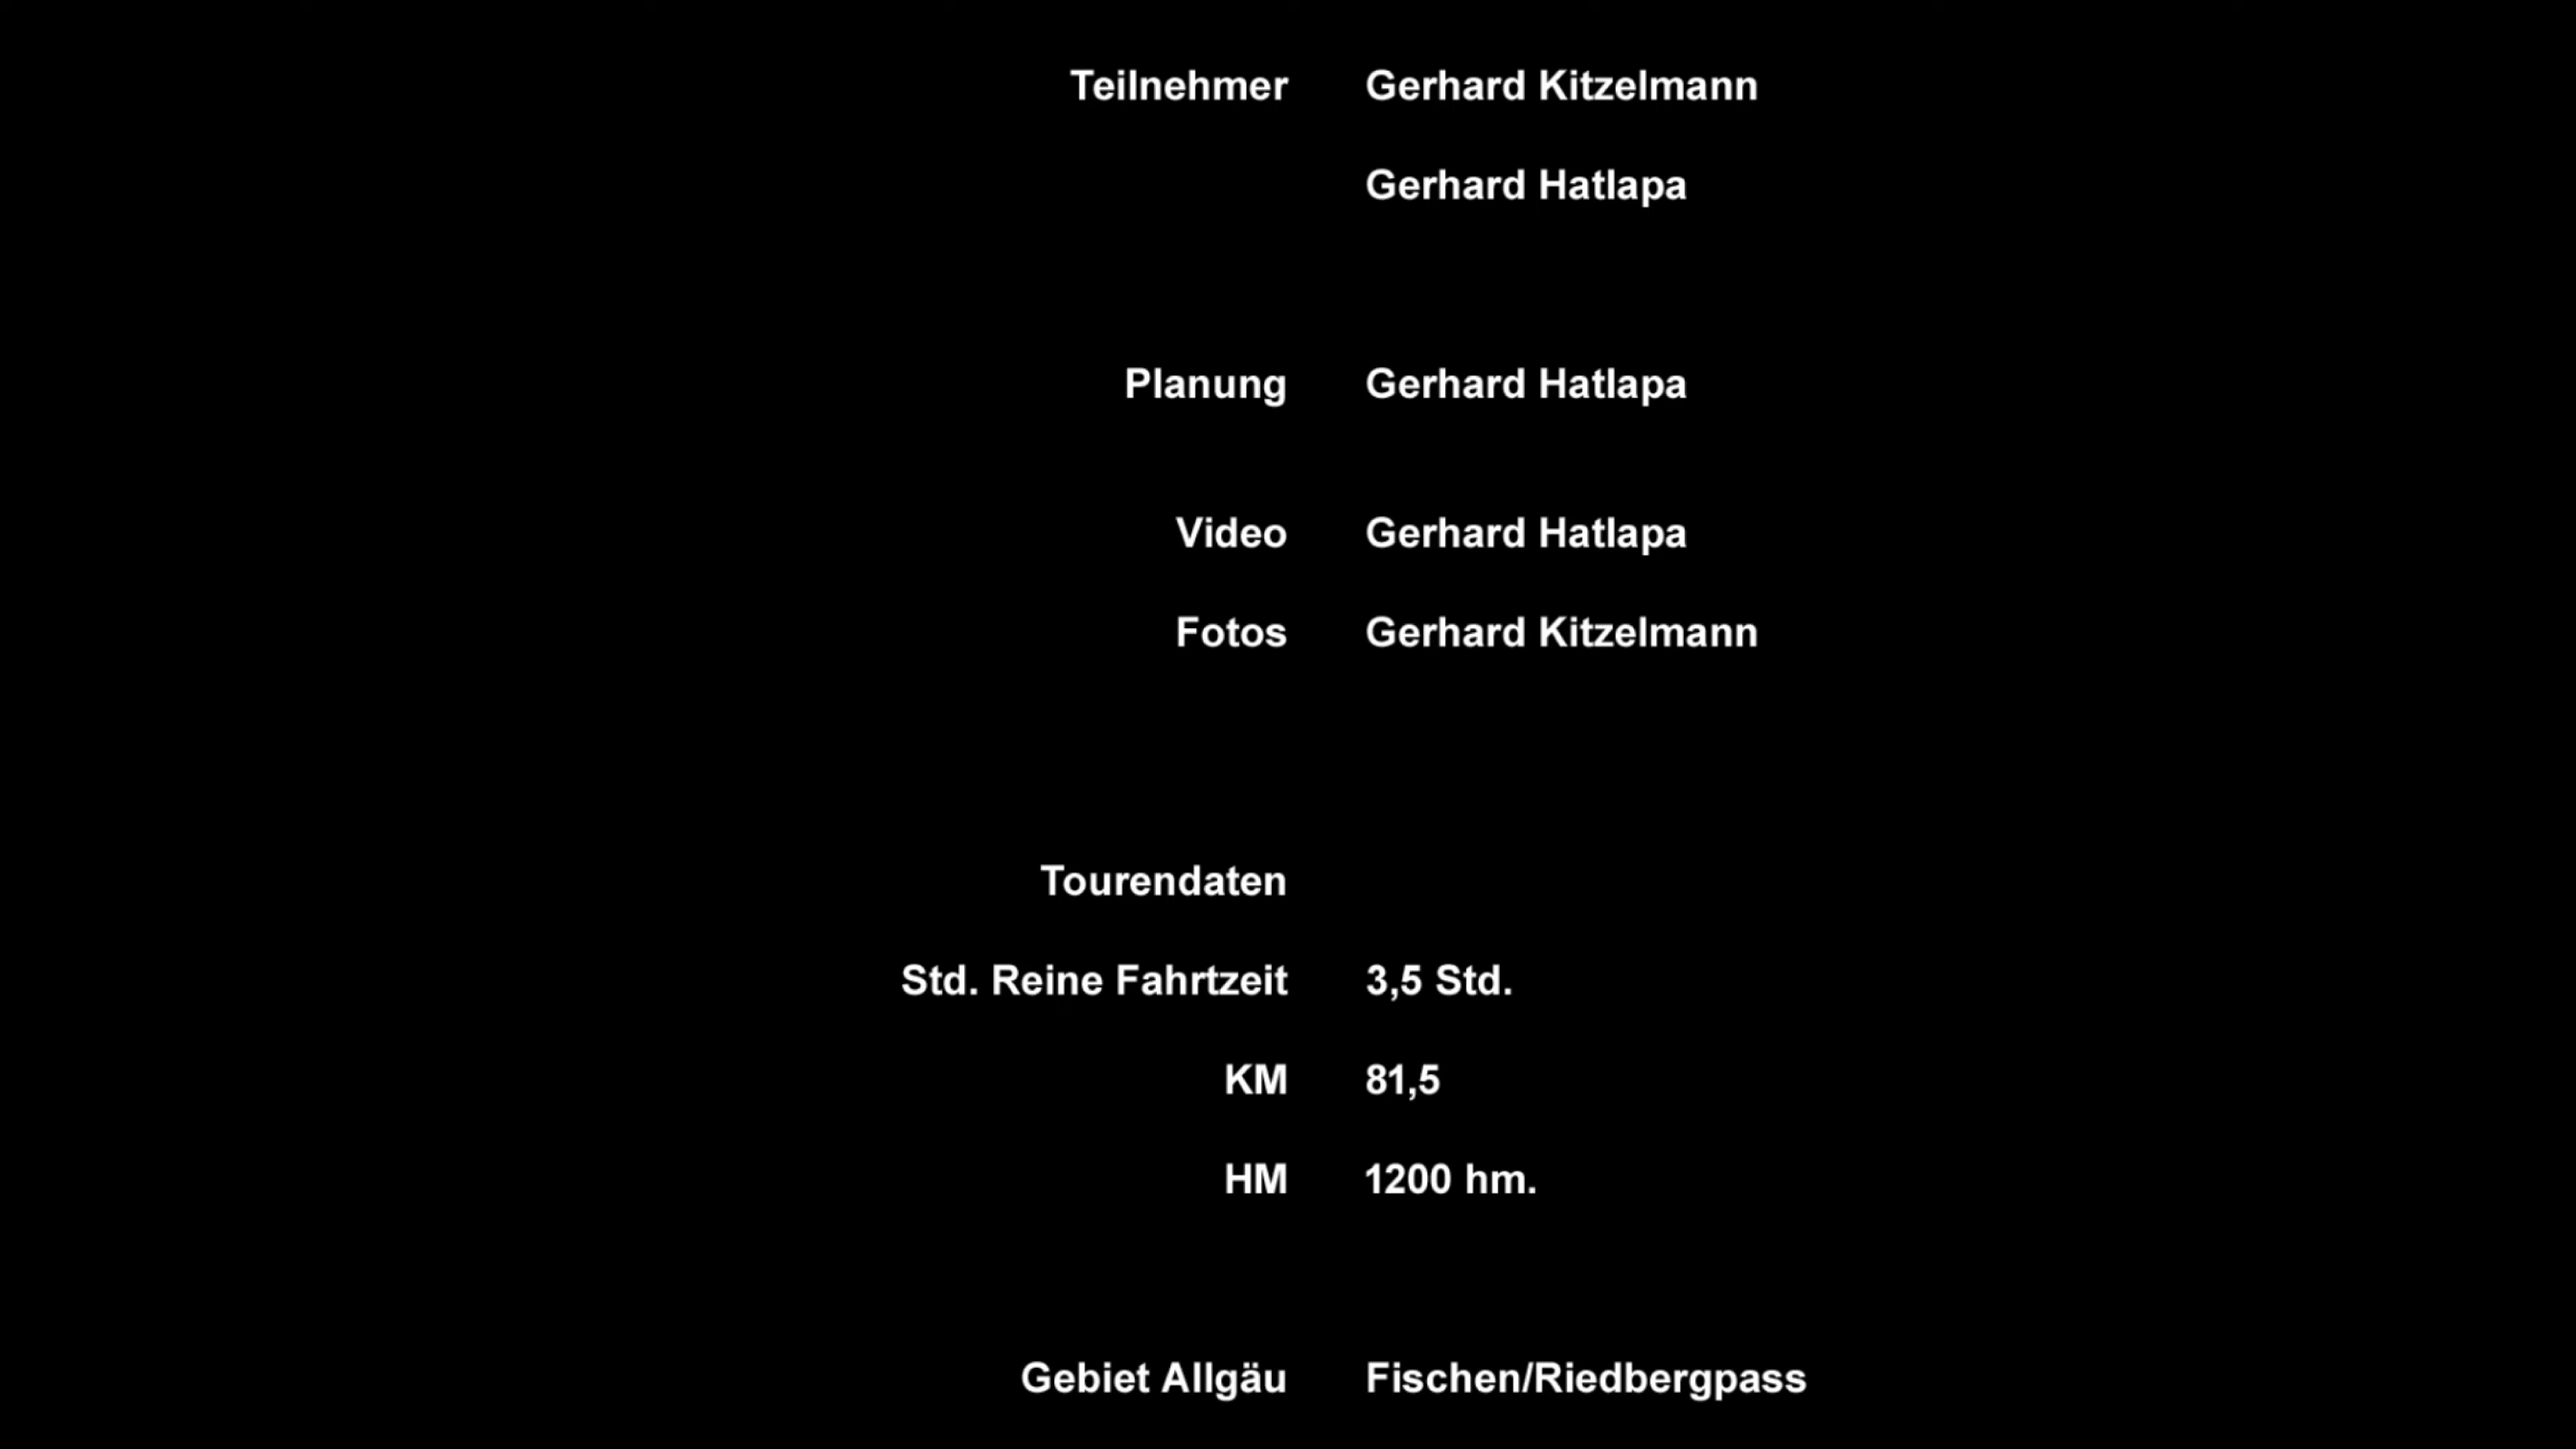 Teilnehmer Gerhard Kitzelmann
Gerhard Hatlapa
Planung Gerhard Hatlapa
Video Gerhard Hatlapa
Fotos Gerhard Kitzelmann
Tourendaten
Std. Reine Fahrtzeit 3,5 Std.
KM 81,5
HM 1200 hm.
Gebiet Allgäu Fischen/Riedbergpass